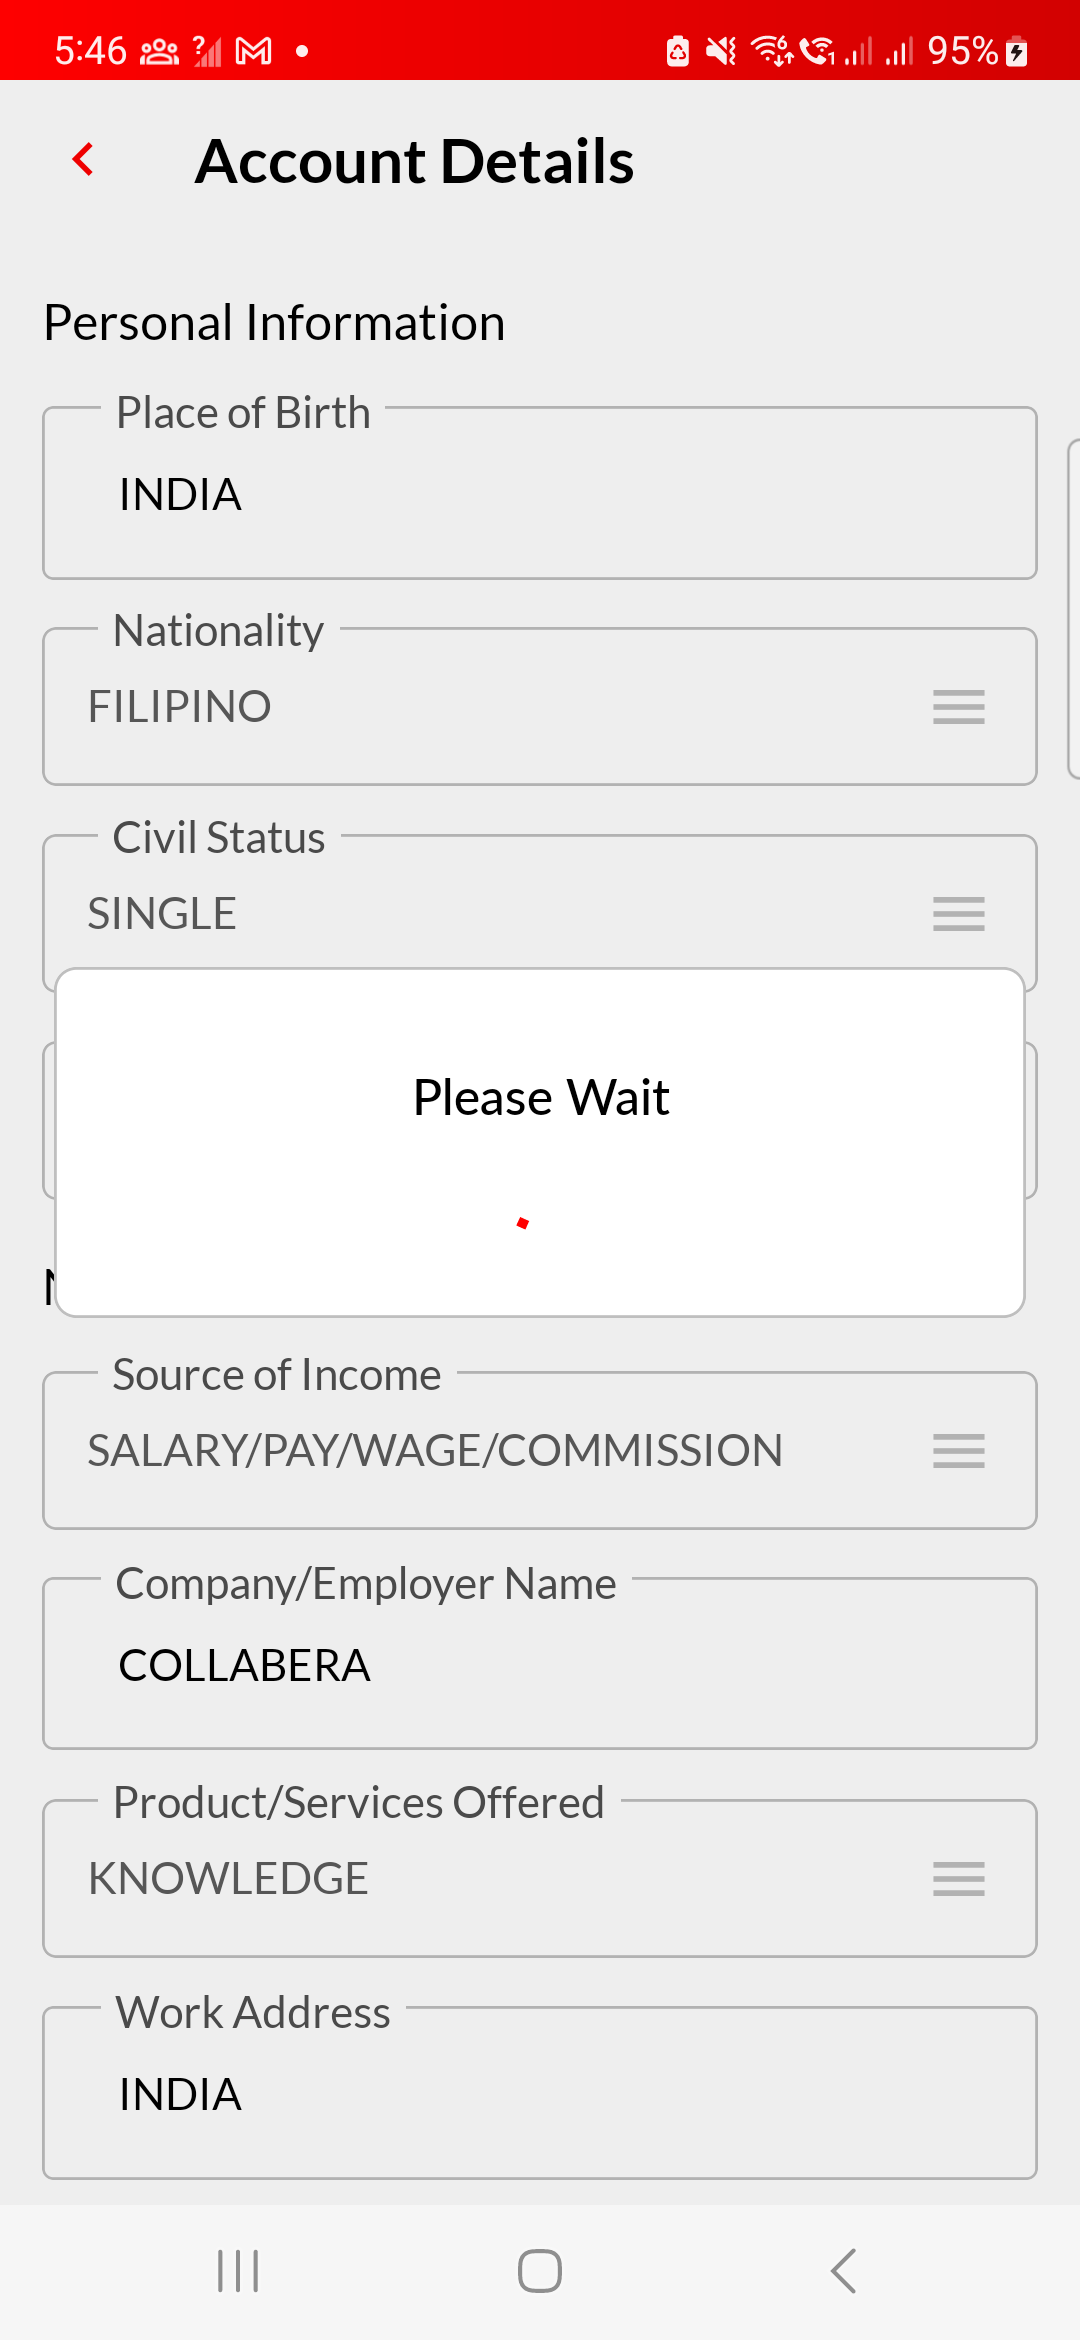 5:46
95%
Account Details
Personal Information
Place of Birth
INDIA
Nationality
FILIPINO
Civil Status
SINGLE
Please Wait
Source of Income
SALARY/PAY/WAGE/COMMISSION
Company/Employer Name
COLLABERA
Product/Services Offered
KNOWLEDGE
Work Address
INDIA